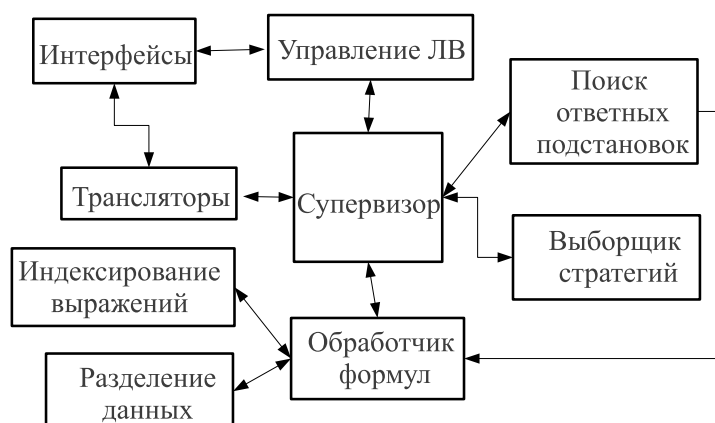 Интерфейсы
Управление ЛВ
Поиск
ответных
подстановок
Трансляторы
Супервизор
Выборщик
стратегий
Индексирование
выражений
Обработчик
формул
Разделение
данных